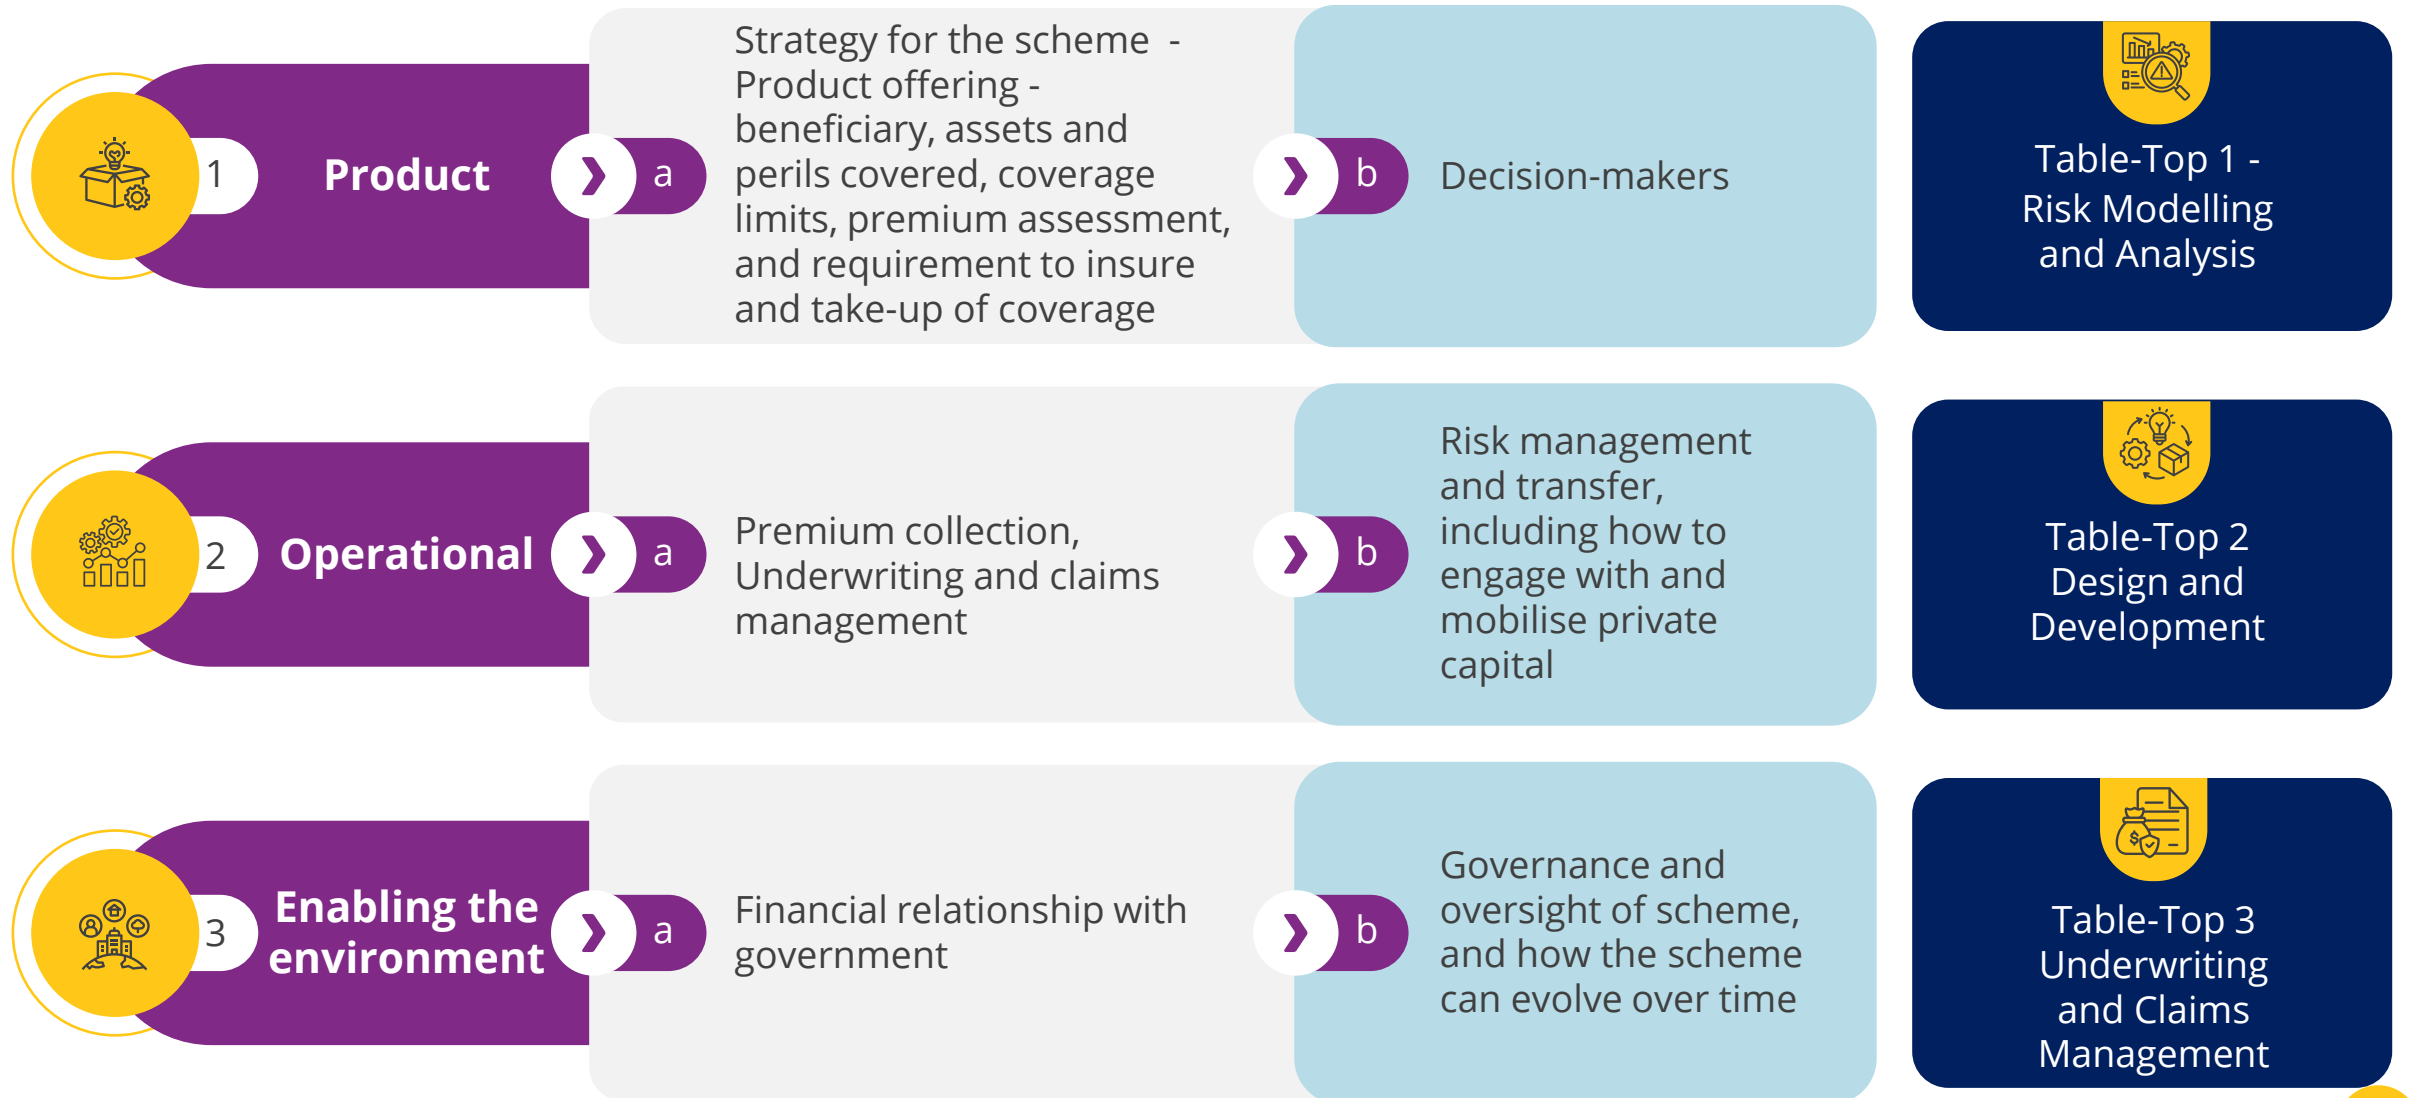 1
Product
a
Strategy for the scheme -
Product offering -
beneficiary, assets and
perils covered, coverage
limits, premium assessment,
and requirement to insure
and take-up of coverage
b
Decision-makers
Table-Top 1 -
Risk Modelling
and Analysis
2
Operational
a
Premium collection,
Underwriting and claims
management
b
Risk management
and transfer,
including how to
engage with and
mobilise private
capital
Table-Top 2
Design and
Development
3
Enabling the
environment
a
Financial relationship with
government
b
Governance and
oversight of scheme,
and how the scheme
can evolve over time
$
Table-Top 3
Underwriting
and Claims
Management